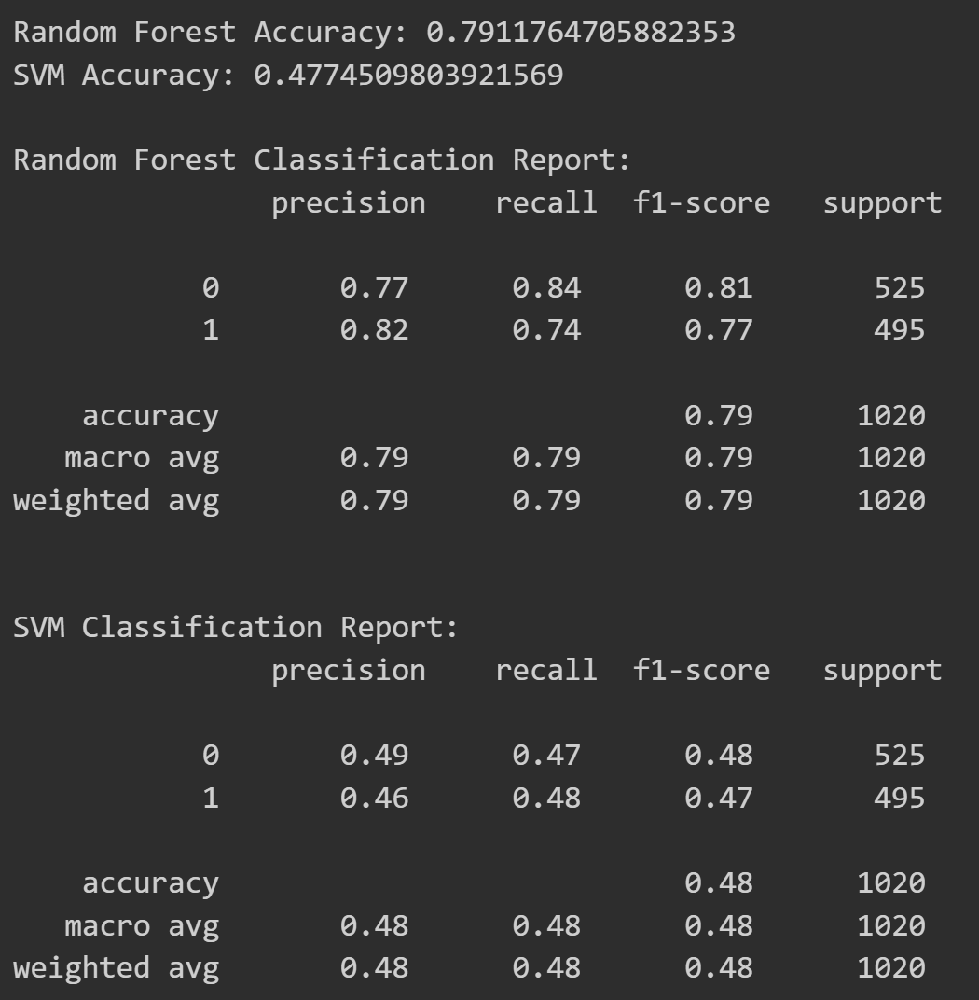 Random Forest Accuracy: 0.7911764705882353
SVM Accuracy: 0.4774509803921569
Random Forest Classification Report:
precision recall f1-score support
0 0.77 0.84 0.81 525
1 0.82 0.74 0.77 495
accuracy 0.79 1020
macro avg 0.79 0.79 0.79 1020
weighted avg 0.79 0.79 0.79 1020
SVM Classification Report:
precision recall f1-score support
0 0.49 0.47 0.48 525
1 0.46 0.48 0.47 495
accuracy 0.48 1020
macro avg 0.48 0.48 0.48 1020
weighted avg 0.48 0.48 0.48 1020